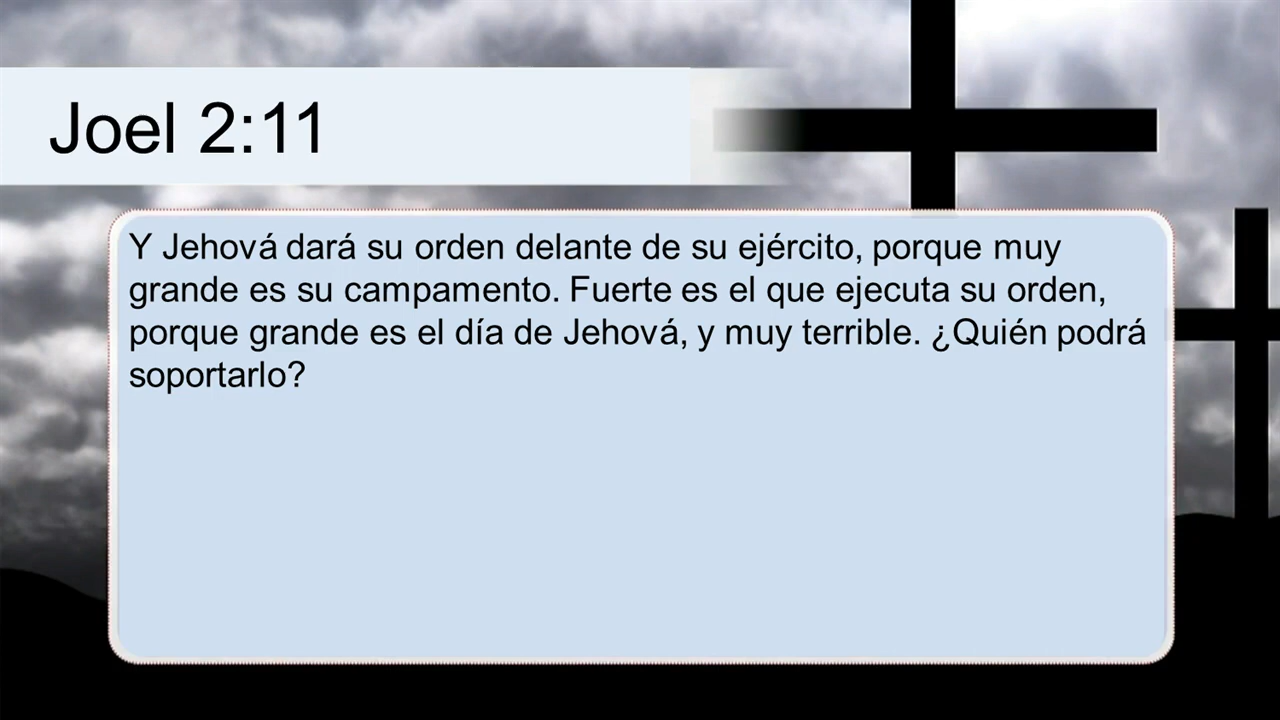 Joel 2:11
Y Jehová dará su orden delante de su ejército, porque muy
grande es su campamento. Fuerte es el que ejecuta su orden,
porque grande es el día de Jehová, y muy terrible. ¿Quién podrá
soportarlo?